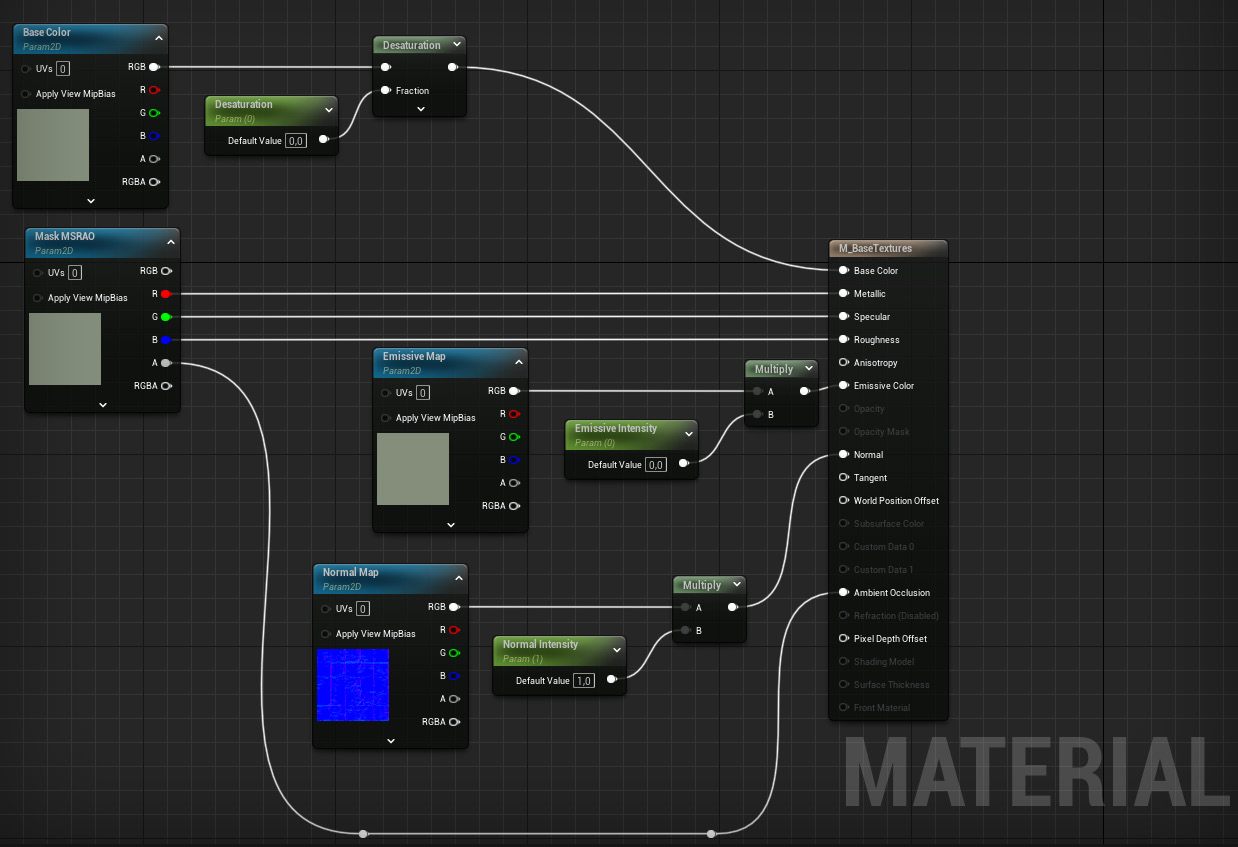 Base Color
Param2D
UVs 0
RGB
R
Apply View MipBias
G
B
A
RGBA
Desaturation
Param (0)
Default Value 0,0
Desaturation
Fraction
Mask MSRAO
Param2D
RGB
UVs 0
R
Apply View MipBias
G
B
A
RGBA
Emissive Map
Param2D
RGB
UVs 0
R
Apply View MipBias
G
B
A
RGBA
Emissive Intensity
Param (0)
Default Value 0,0
Multiply
A
B
Normal Map
Param2D
RGB
UVs 0
R
Apply View MipBias
G
B
A
RGBA
Normal Intensity
Param (1)
Default Value 1,0
Multiply
A
B
M_BaseTextures
Base Color
Metallic
Specular
Roughness
Anisotropy
Emissive Color
Opacity
Opacity Mask
Normal
Tangent
World Position Offset
Subsurface Color
Custom Data 0
Custom Data 1
Ambient Occlusion
Refraction (Disabled)
Pixel Depth Offset
Shading Model
Surface Thickness
Front Material
MATERIAL